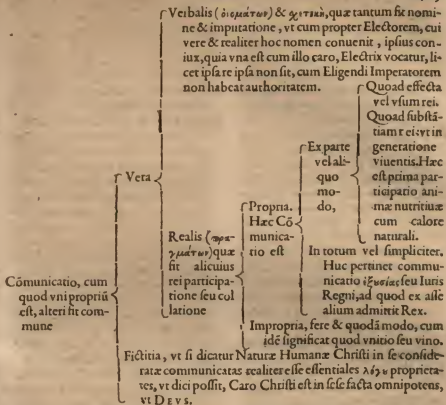 Verbalis (ὀνομάτων) & χιτικὴ, quæ tantum fit nomi-
ne & imputatione, vt cum propter Electorem, cui
vere & realiter hoc nomen conuenit, ipsius con-
iux, quia vna est cum illo caro, Electrix vocatur, li-
cet ipsa re ipsa non sit, cum Eligendi Imperatorem
non habeat authoritatem.
Quoad effecta
vel vsum rei.
Quoad substã-
tiam rei: vt in
generatione
viuentis. Hæc
est prima par-
ticipatio ani-
mæ nutritiuæ
cum calore
naturali.
Ex parte
vel ali-
quo
mo-
do,
Vera
Propria.
Hæc Cõ-
munica-
tio est
Realis (πρα-
γμάτων) quæ
fit alicuius
rei participa-
tione seu col
latione
In totum vel simpliciter.
Huc pertinet commu-
nicatio ἐξουσίας seu Iuris
Regni, ad quod ex asse
alium admittit Rex.
Cõmunicatio, cum
quod vni propriũ
est, alteri fit com-
mune
Impropria, fere & quodã modo, cum
idẽ significat quod vnitio seu vino.
Fictitia, vt si dicatur Naturæ Humanæ Christi in se conside-
ratæ communicatas realiter esse essentiales λόγου proprieta-
tes, vt dici possit, Caro Christi est in sese facta omnipotens,
vt DEVS.